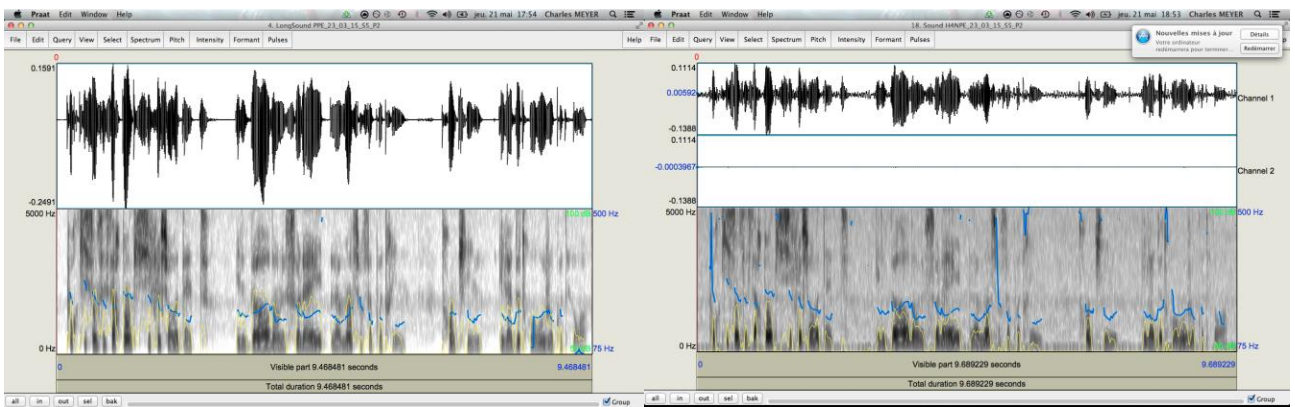 Praat Edit Window Help jeu. 21 mai 17:54 Charles MEYER
4. LongSound PPE_23_03_15_S5_P2
File Edit Query View Select Spectrum Pitch Intensity Formant Pulses Help
0
0.1591
-0.2491
5000 Hz
500 Hz
0 Hz
75 Hz
0 Visible part 9.468481 seconds 9.468481
Total duration 9.468481 seconds
all in out sel bak Group
Praat Edit Window Help jeu. 21 mai 18:53 Charles MEYER
18. Sound H4NPE_23_03_15_S5_P2
File Edit Query View Select Spectrum Pitch Intensity Formant Pulses
Nouvelles mises à jour
Votre ordinateur
redémarrera pour terminer...
Détails
Redémarrer
0
0.1114
0.00592
Channel 1
-0.1388
0.1114
-0.0003967
Channel 2
-0.1388
5000 Hz
500 Hz
0 Hz
75 Hz
0 Visible part 9.689229 seconds 9.689229
Total duration 9.689229 seconds
all in out sel bak Group